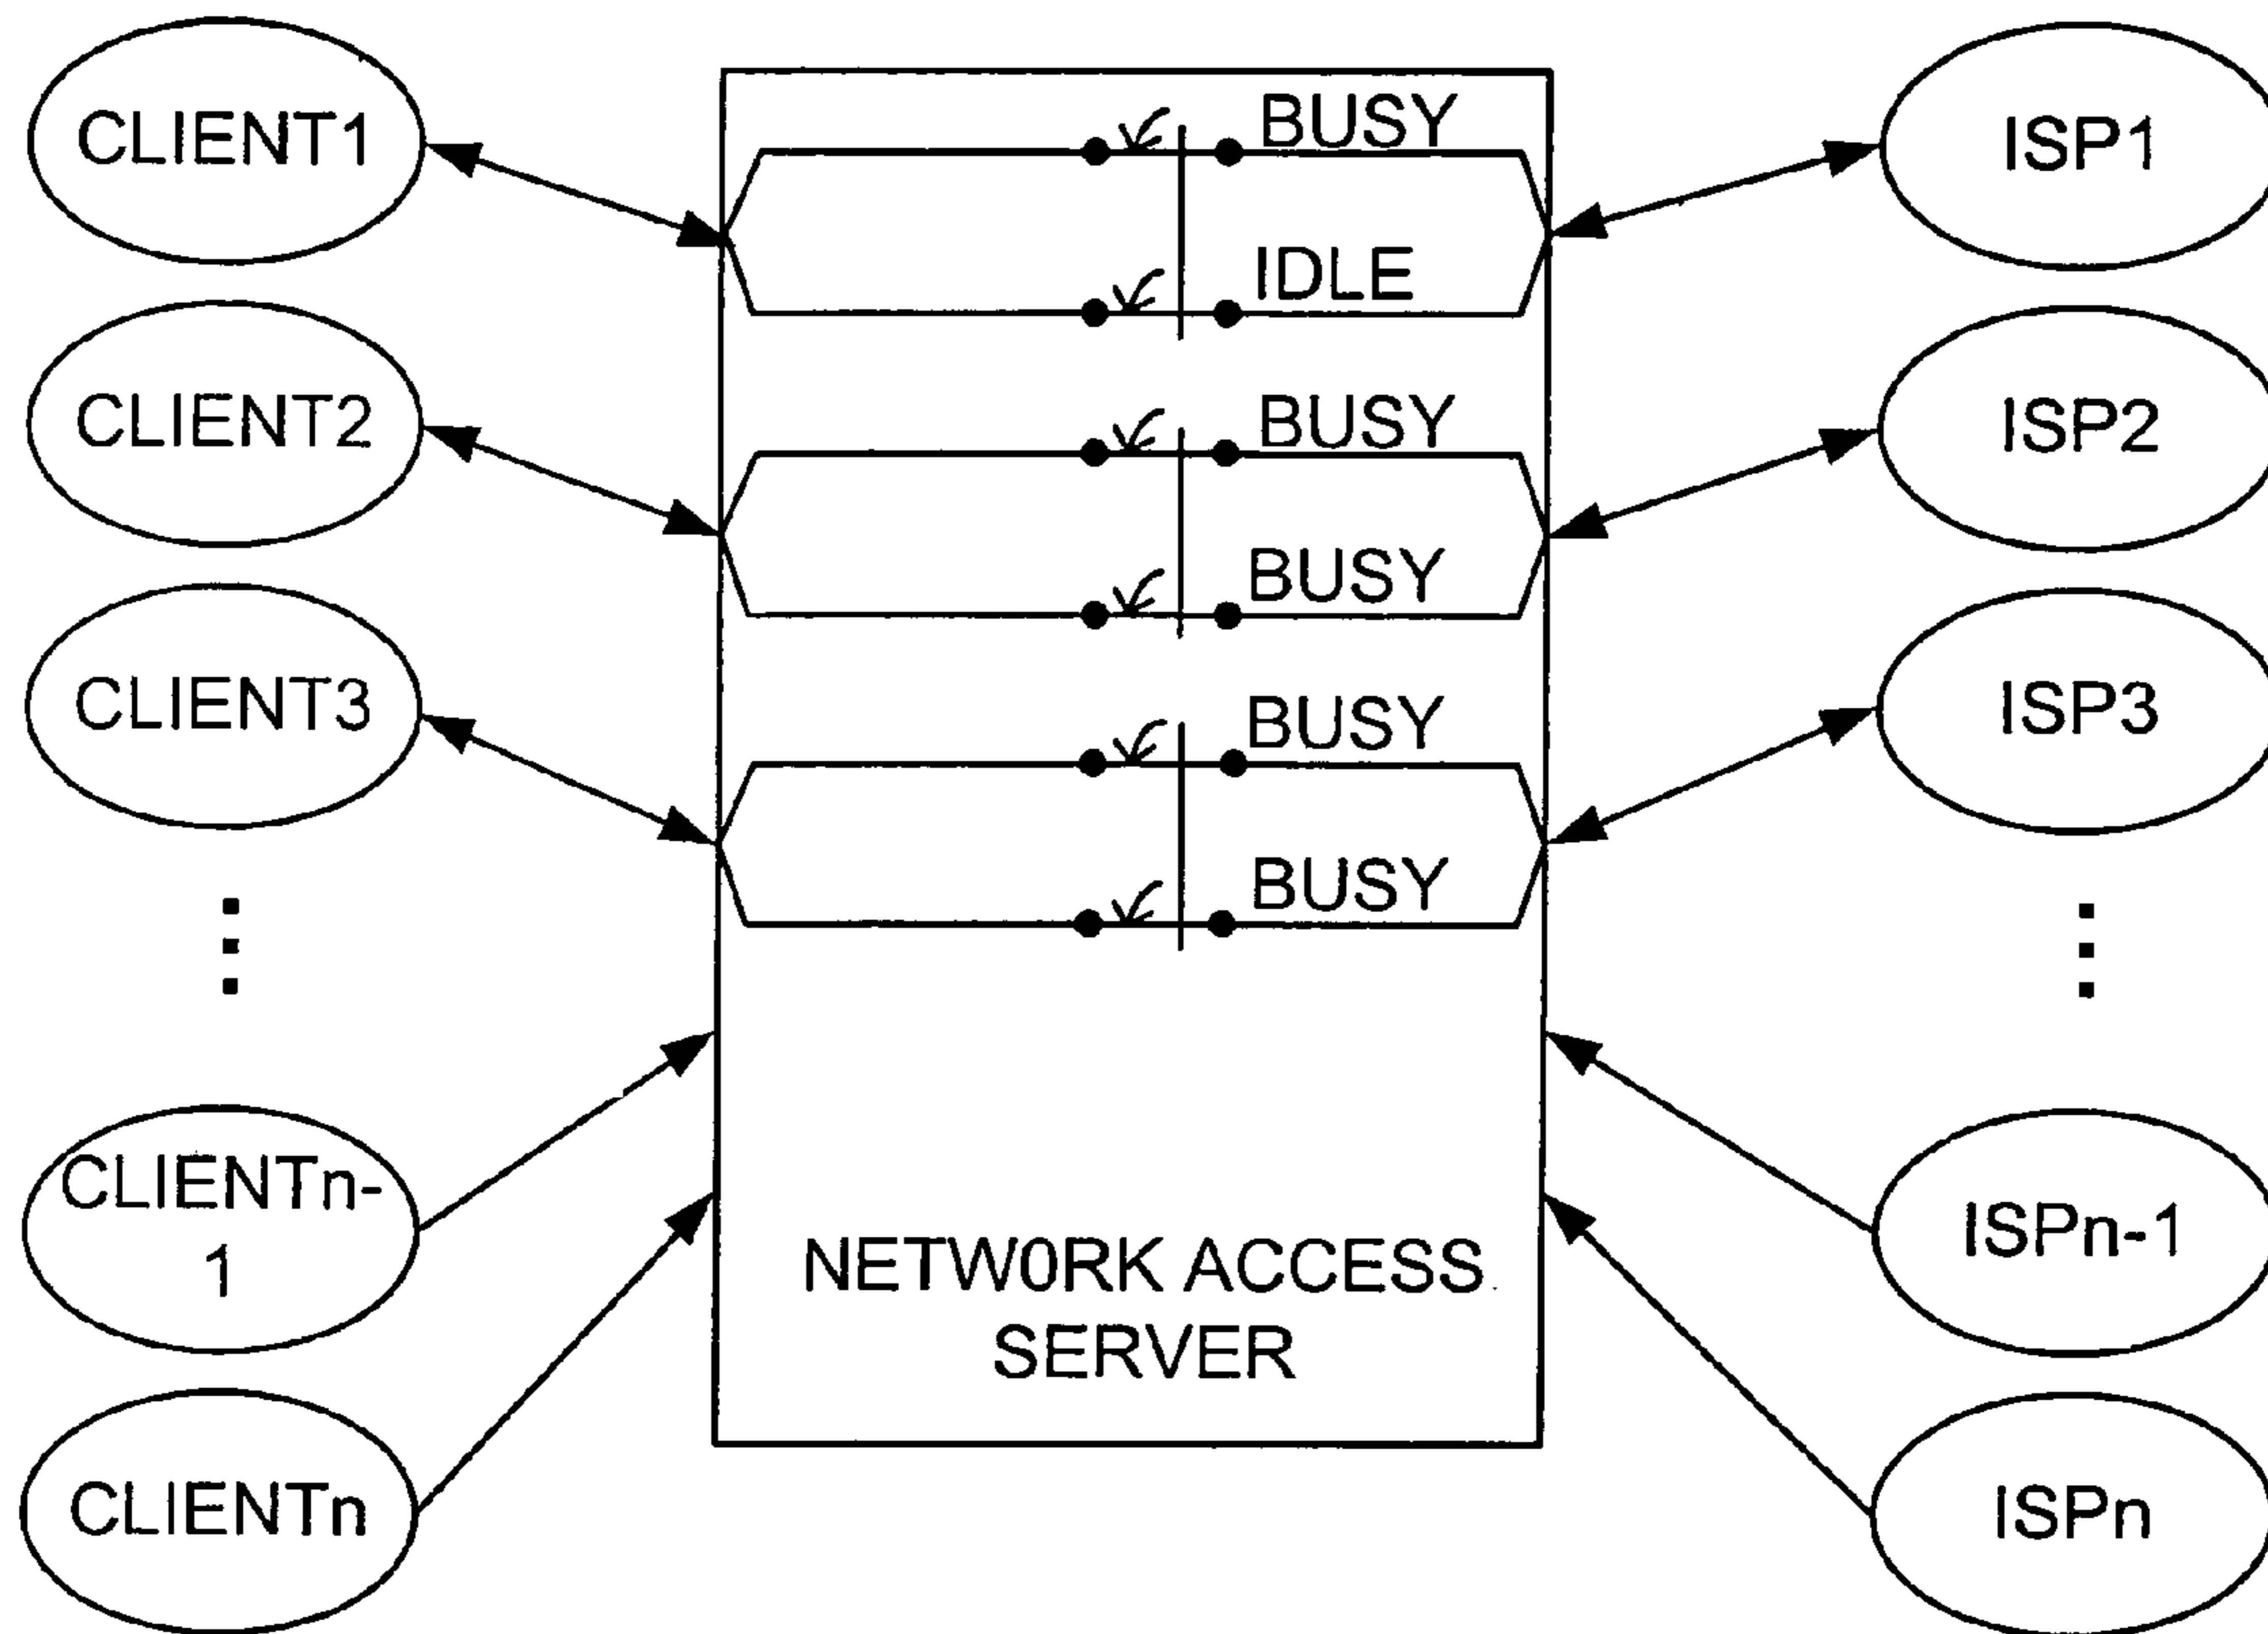 CLIENT1
BUSY
ISP1
IDLE
CLIENT2
BUSY
ISP2
BUSY
CLIENT3
BUSY
ISP3
BUSY
CLIENTn-
1
ISPn-1
NETWORK ACCESS
SERVER
CLIENTn
ISPn